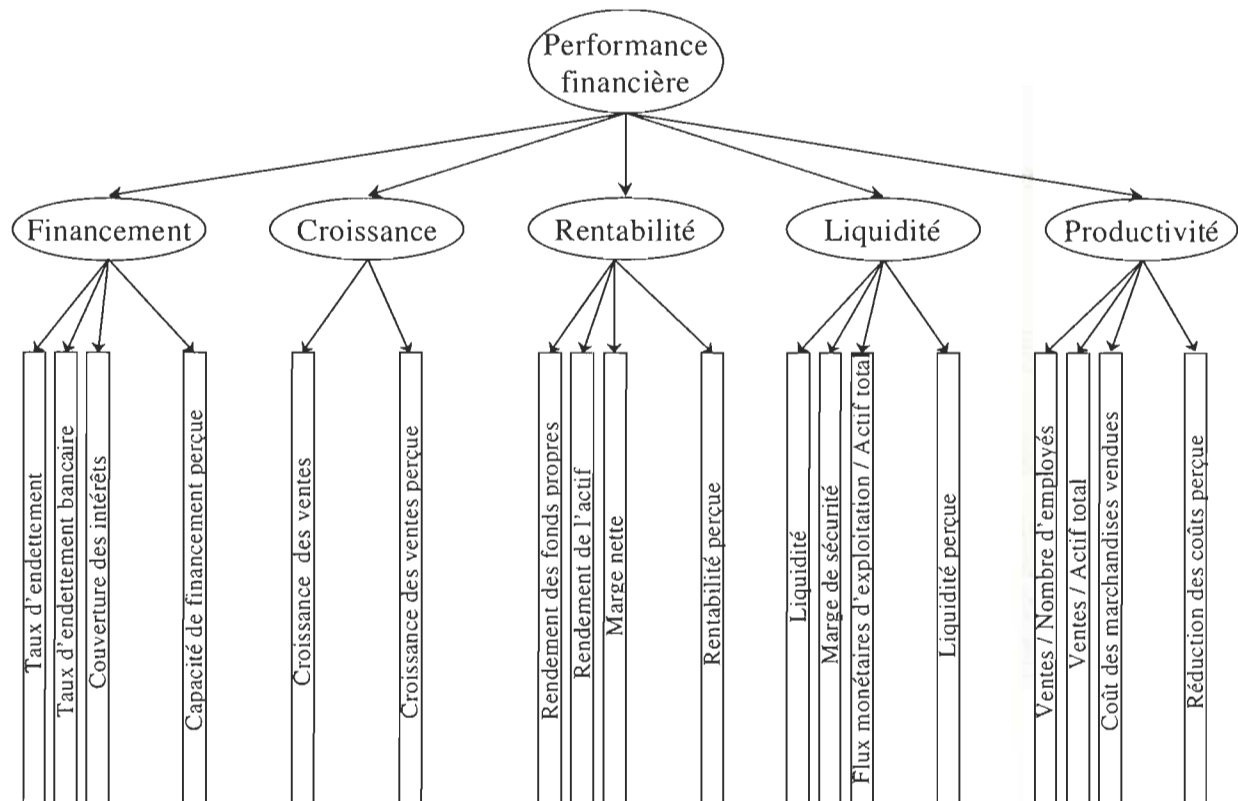 Performance
financière
Financement
Croissance
Rentabilité
Liquidité
Productivité
Taux d'endettement
Taux d'endettement bancaire
Couverture des intérêts
Capacité de financement perçue
Croissance des ventes
Croissance des ventes perçue
Rendement des fonds propres
Rendement de l'actif
Marge nette
Rentabilité perçue
Liquidité
Marge de sécurité
Flux monétaires d'exploitation / Actif total
Liquidité perçue
Ventes / Nombre d'employés
Ventes / Actif total
Coût des marchandises vendues
Réduction des coûts perçue